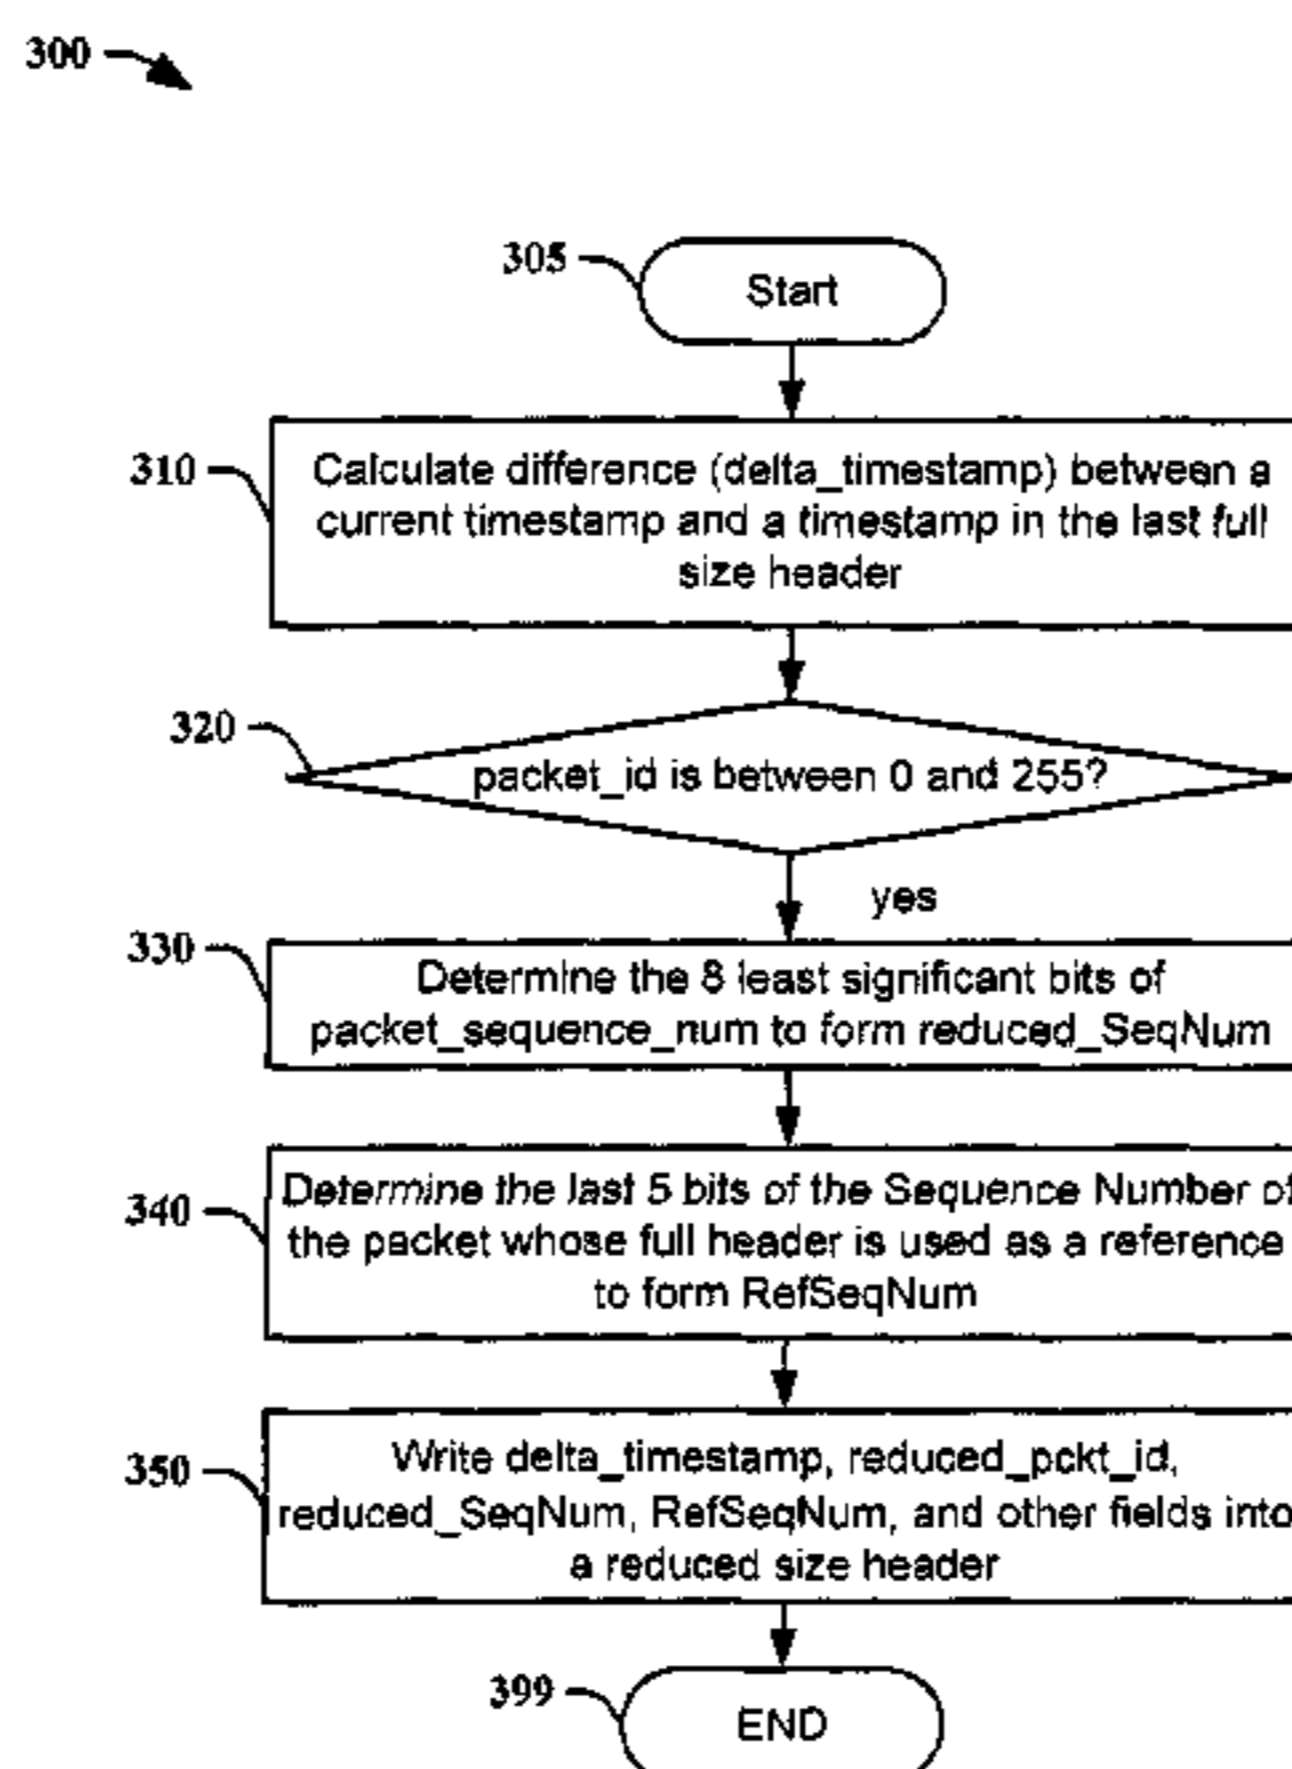 300
305
Start
310
Calculate difference (delta_timestamp) between a
current timestamp and a timestamp in the last full
size header
320
packet_id is between 0 and 255?
yes
330
Determine the 8 least significant bits of
packet_sequence_num to form reduced_SeqNum
340
Determine the last 5 bits of the Sequence Number of
the packet whose full header is used as a reference
to form RefSeqNum
350
Write delta_timestamp, reduced_pckt_id,
reduced_SeqNum, RefSeqNum, and other fields into
a reduced size header
399
END